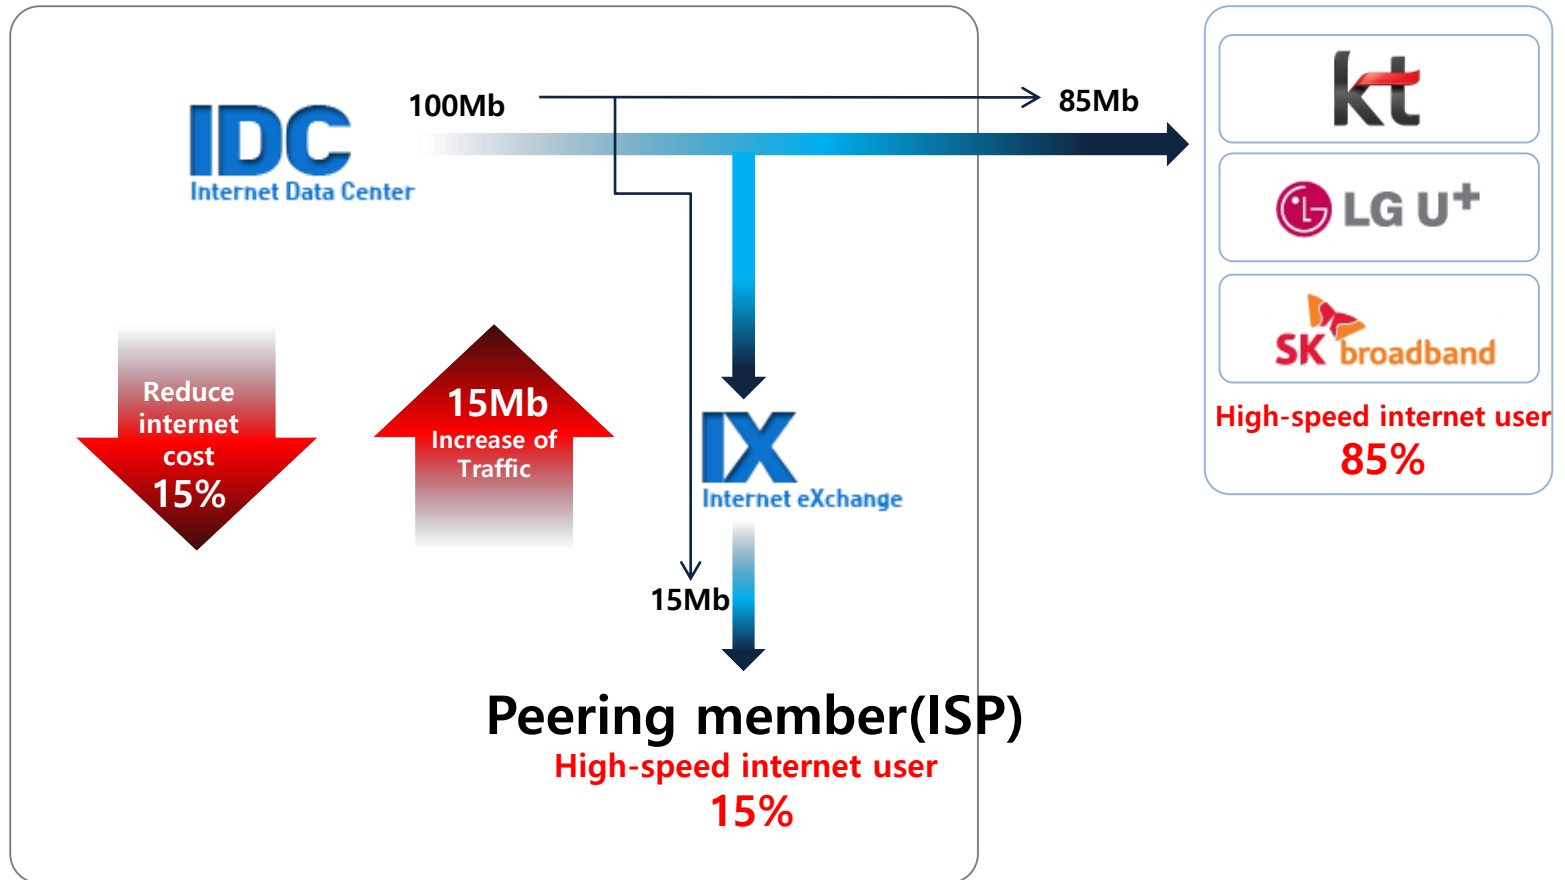 IDC
Internet Data Center
100Mb
85Mb
kt
LG U+
SK broadband
High-speed internet user
85%
Reduce
internet
cost
15%
15Mb
Increase of
Traffic
IX
Internet eXchange
15Mb
Peering member(ISP)
High-speed internet user
15%